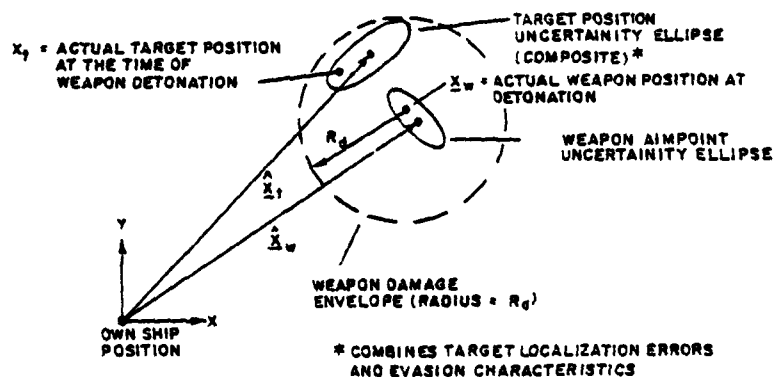 X_t = ACTUAL TARGET POSITION
AT THE TIME OF
WEAPON DETONATION
TARGET POSITION
UNCERTAINITY ELLIPSE
(COMPOSITE)*
X_w = ACTUAL WEAPON POSITION AT
DETONATION
WEAPON AIMPOINT
UNCERTAINITY ELLIPSE
R_d
X̂_t
X̂_w
Y
X
OWN SHIP
POSITION
WEAPON DAMAGE
ENVELOPE (RADIUS = R_d)
* COMBINES TARGET LOCALIZATION ERRORS
AND EVASION CHARACTERISTICS